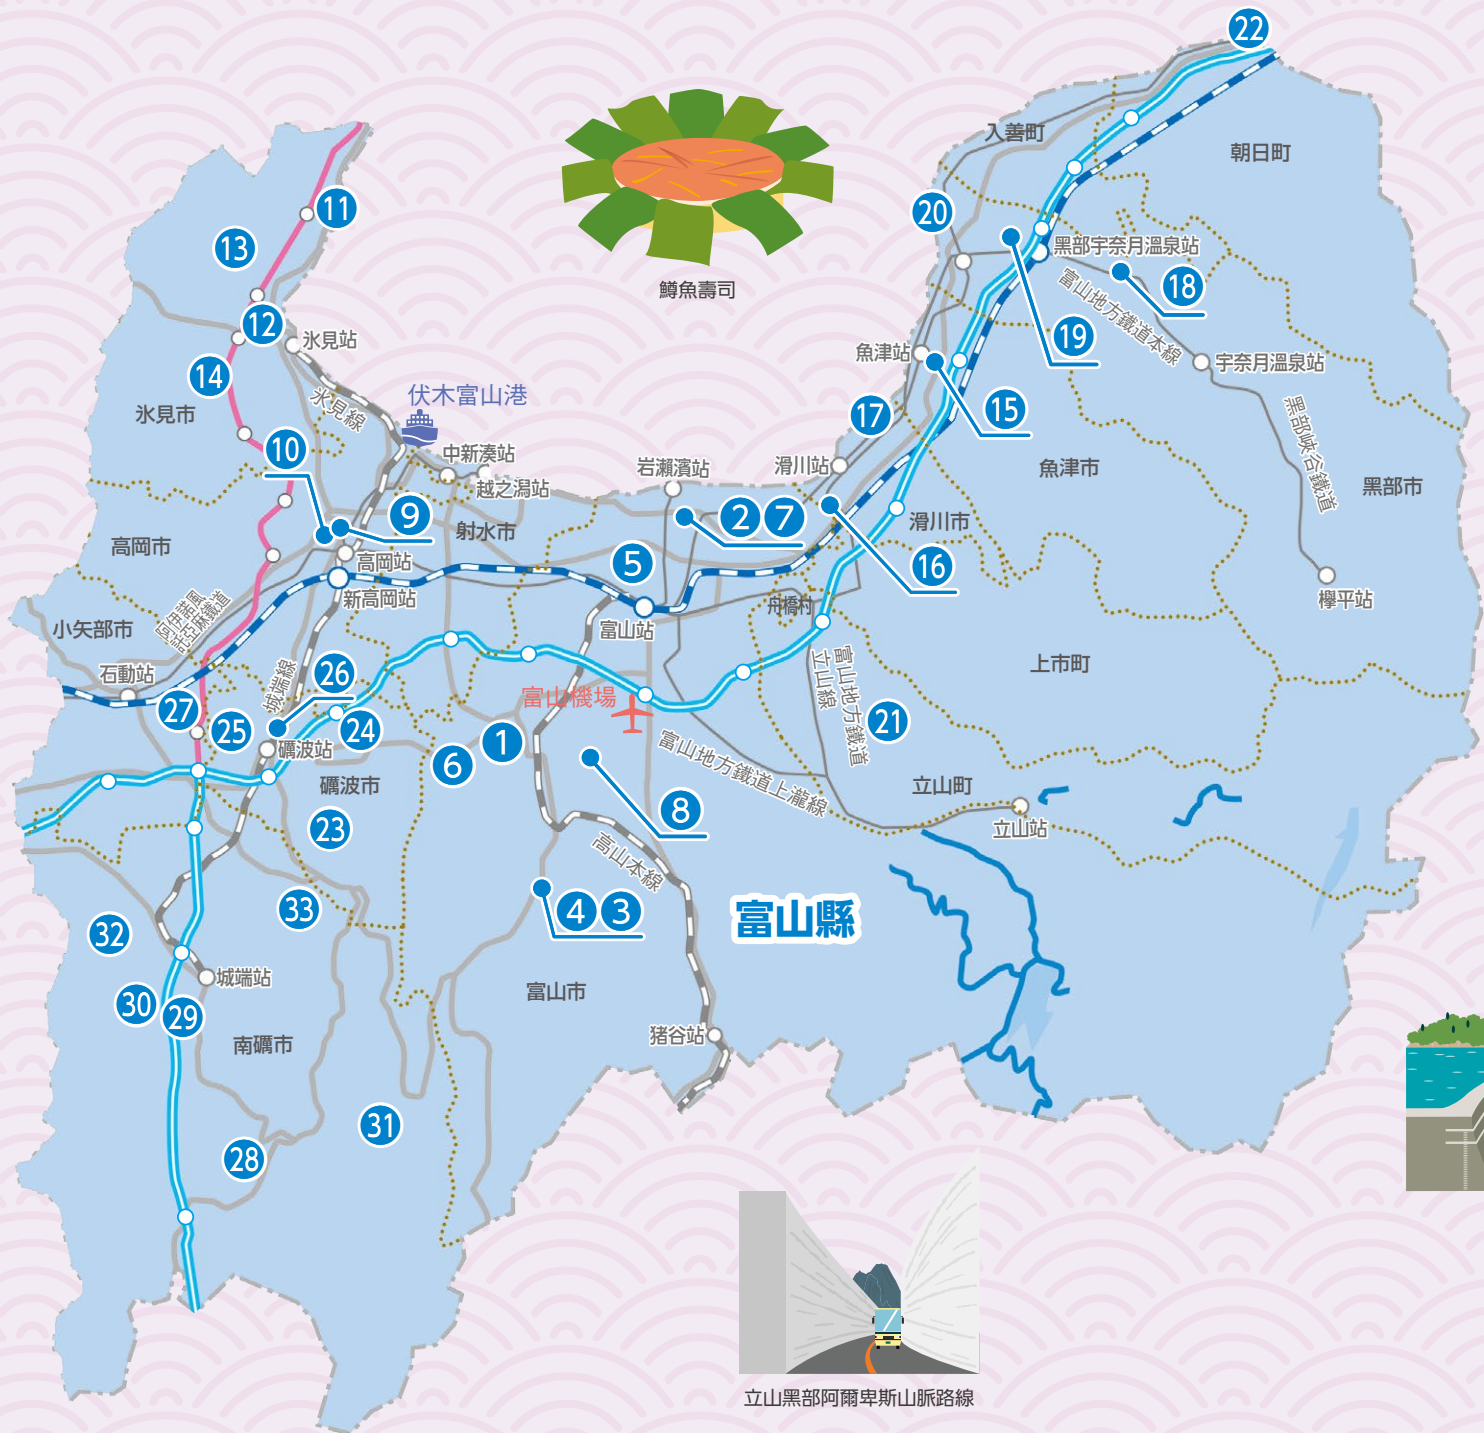 22
入善町
朝日町
11
20
13
黑部宇奈月溫泉站
18
鱒魚壽司
富山地方鐵道本線
12
氷見站
19
魚津站
宇奈月溫泉站
14
伏木富山港
氷見線
氷見市
15
17
黑部峽谷鐵道
10
中新湊站
岩瀨濱站
滑川站
魚津市
越之潟站
黑部市
9
2
7
射水市
滑川市
高岡市
高岡站
5
16
新高岡站
舟橋村
欅平站
阿伊諾風
結亞麻鐵道
小矢部市
富山站
上市町
石動站
城端線
26
富山機場
富山地方鐵道
立山線
27
25
24
21
礪波站
1
富山地方鐵道上瀧線
6
礪波市
立山町
8
23
立山站
高山本線
33
4
3
富山縣
32
城端站
富山市
30
29
猪谷站
南礪市
31
28
立山黑部阿爾卑斯山脈路線